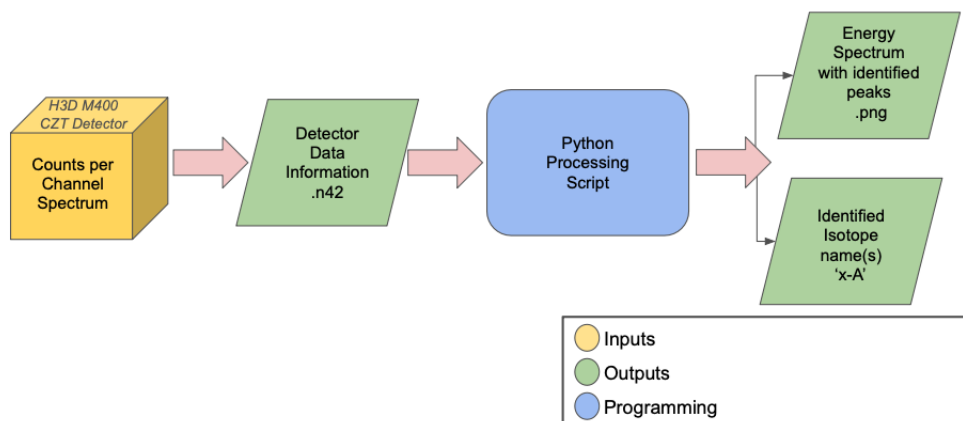 H3D M400
CZT Detector
Counts per
Channel
Spectrum
Detector
Data
Information
.n42
Python
Processing
Script
Energy
Spectrum
with identified
peaks
.png
Identified
Isotope
name(s)
‘x-A’
Inputs
Outputs
Programming